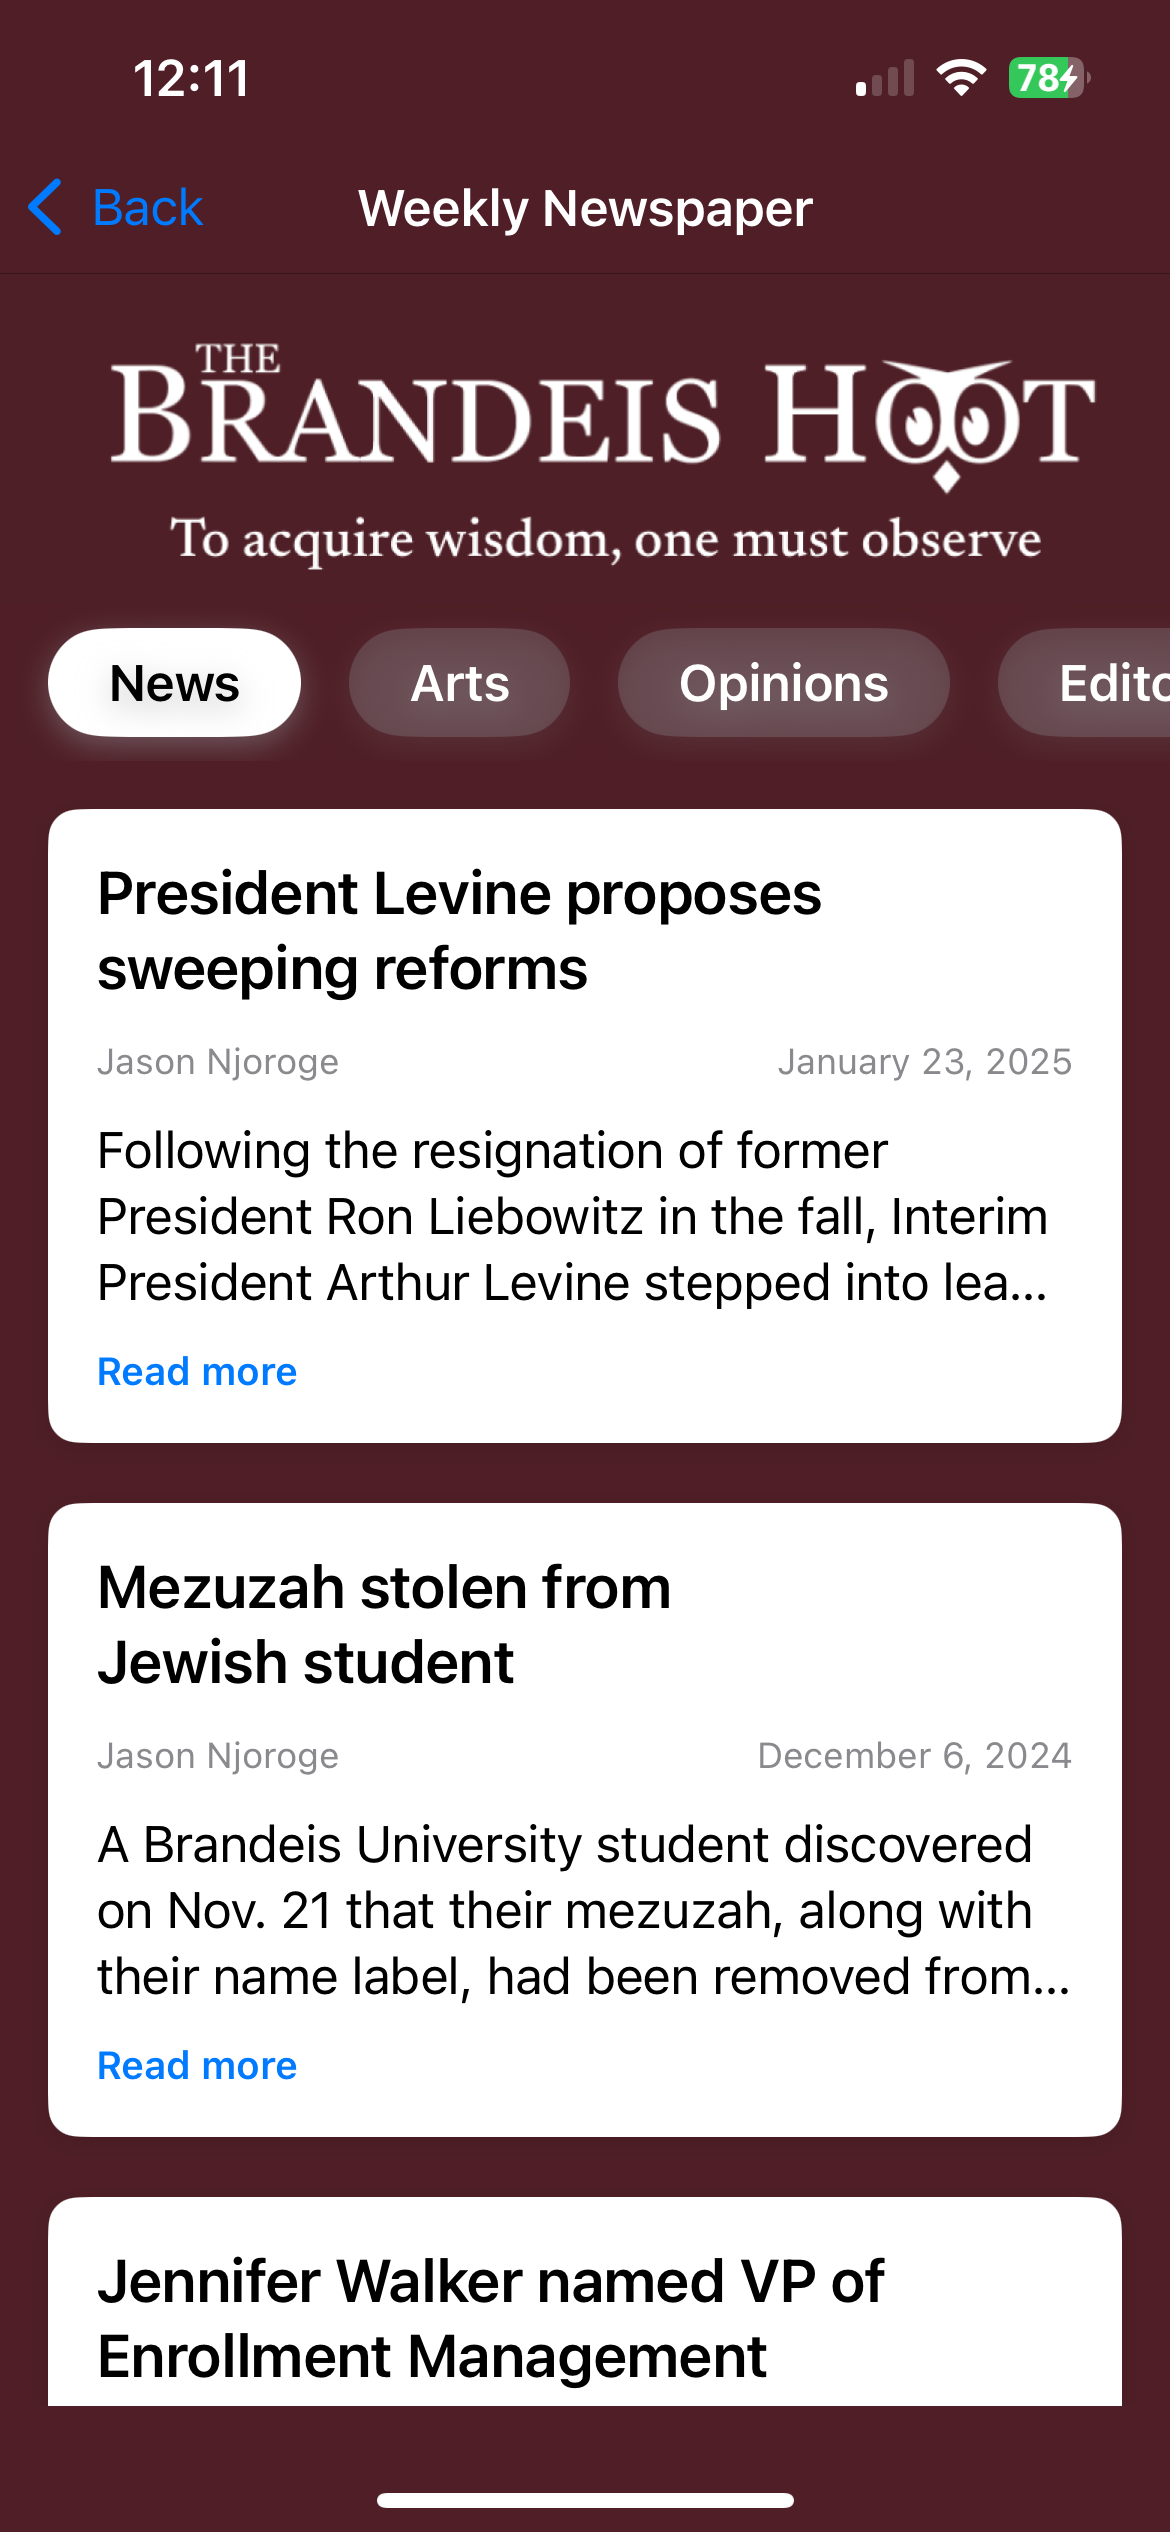 12:11
78
Back
Weekly Newspaper
THE
BRANDEIS HOOT
To acquire wisdom, one must observe
News
Arts
Opinions
Edito
President Levine proposes
sweeping reforms
Jason Njoroge
January 23, 2025
Following the resignation of former
President Ron Liebowitz in the fall, Interim
President Arthur Levine stepped into lea...
Read more
Mezuzah stolen from
Jewish student
Jason Njoroge
December 6, 2024
A Brandeis University student discovered
on Nov. 21 that their mezuzah, along with
their name label, had been removed from...
Read more
Jennifer Walker named VP of
Enrollment Management